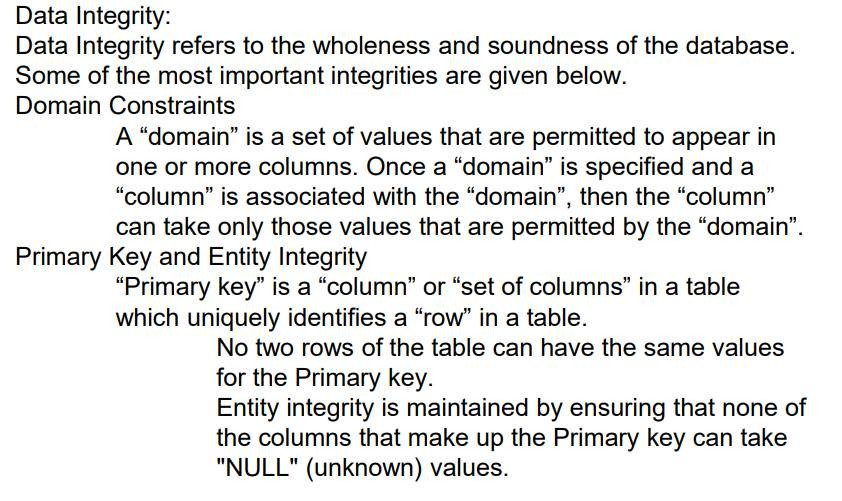 Data Integrity:
Data Integrity refers to the wholeness and soundness of the database.
Some of the most important integrities are given below.
Domain Constraints
A “domain” is a set of values that are permitted to appear in
one or more columns. Once a “domain” is specified and a
“column” is associated with the “domain”, then the “column”
can take only those values that are permitted by the “domain”.
Primary Key and Entity Integrity
“Primary key” is a “column” or “set of columns” in a table
which uniquely identifies a “row” in a table.
No two rows of the table can have the same values
for the Primary key.
Entity integrity is maintained by ensuring that none of
the columns that make up the Primary key can take
"NULL" (unknown) values.